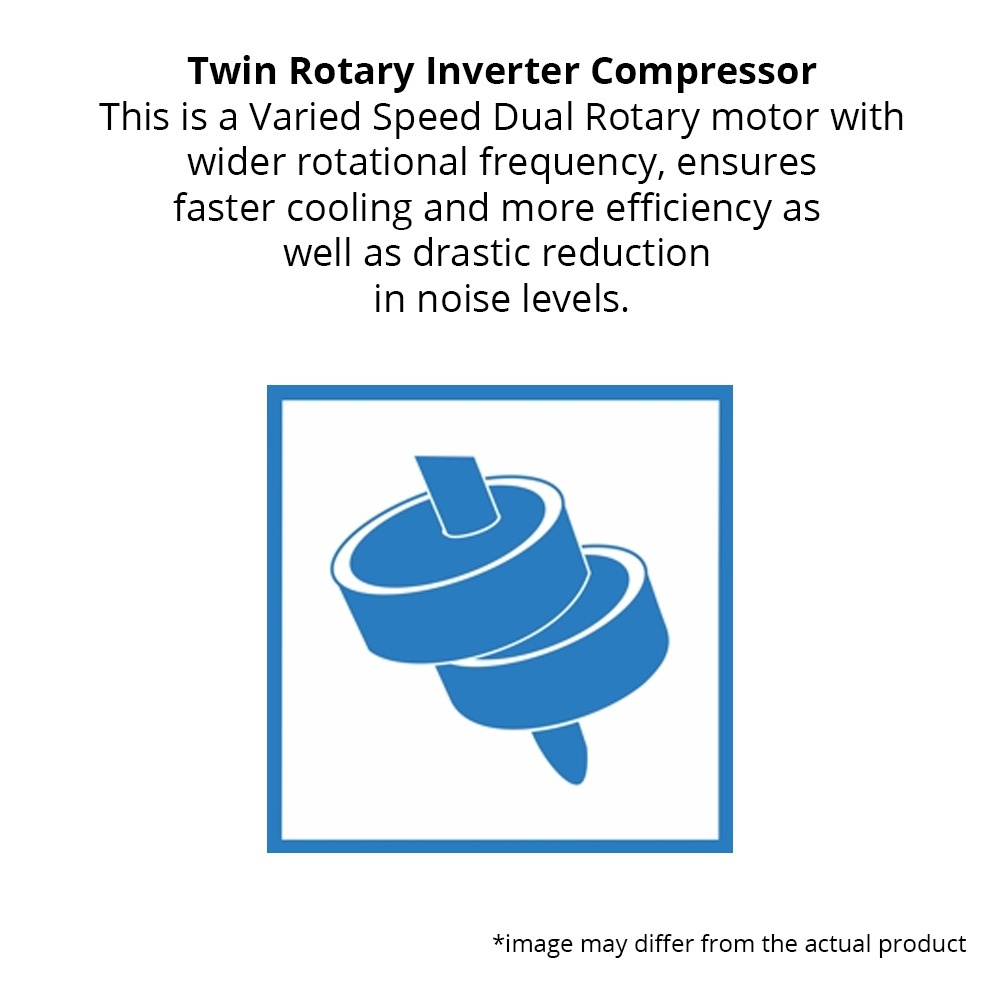 Twin Rotary Inverter Compressor
This is a Varied Speed Dual Rotary motor with
wider rotational frequency, ensures
faster cooling and more efficiency as
well as drastic reduction
in noise levels.
*image may differ from the actual product